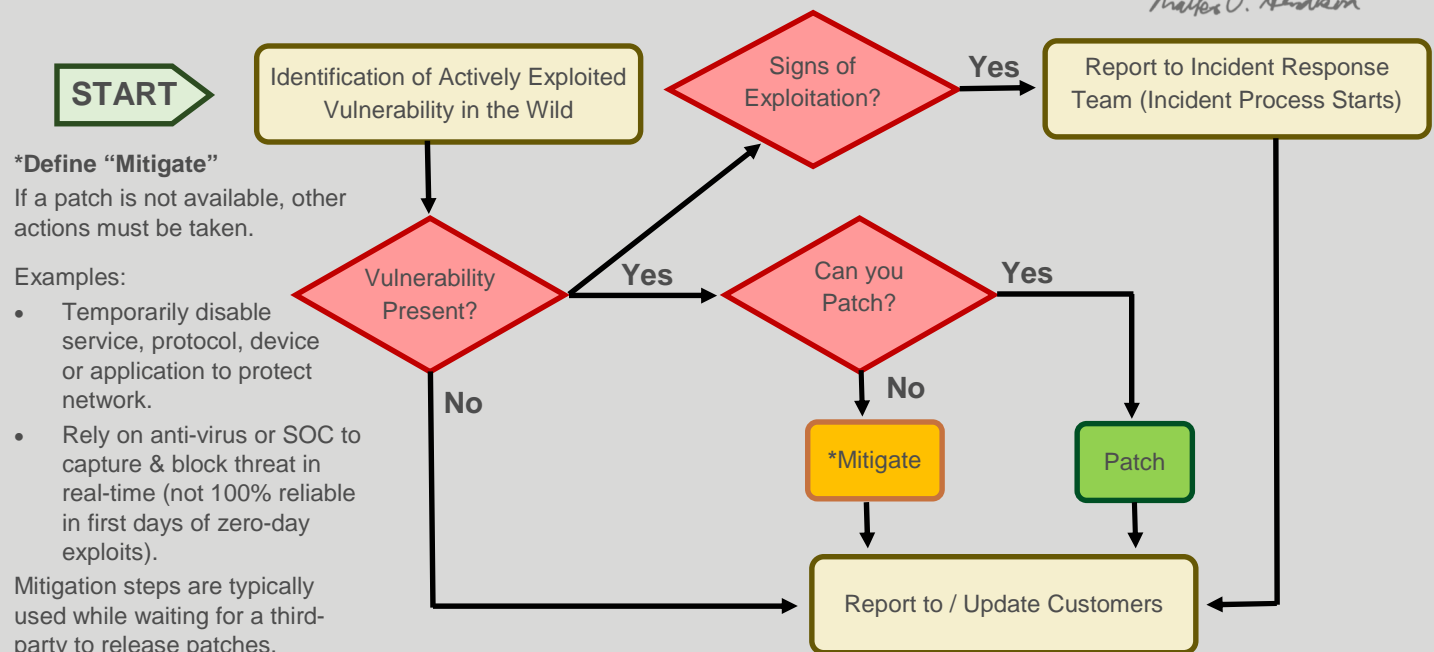 START
Identification of Actively Exploited
Vulnerability in the Wild
Signs of
Exploitation?
Yes
Report to Incident Response
Team (Incident Process Starts)
*Define “Mitigate”
If a patch is not available, other
actions must be taken.
Examples:
• Temporarily disable
service, protocol, device
or application to protect
network.
• Rely on anti-virus or SOC to
capture & block threat in
real-time (not 100% reliable
in first days of zero-day
exploits).
Mitigation steps are typically
used while waiting for a third-
party to release patches.
Vulnerability
Present?
Yes
No
Can you
Patch?
Yes
No
*Mitigate
Patch
Report to / Update Customers